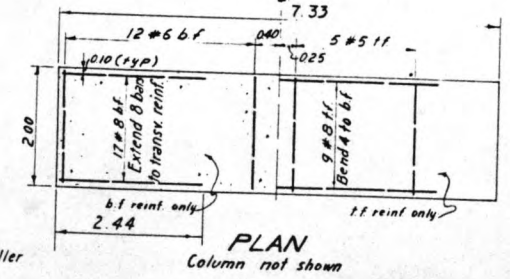 7.33
12 #6 b.f.
0.40
5 #5 t.f.
0.10 (typ)
0.25
2.00
17 #8 b.f.
Extend 8 bars
to transv. reinf.
9 #8 t.f.
Bend 4 to b.f.
b.f. reinf. only
t.f. reinf. only
2.44
PLAN
Column not shown
ller